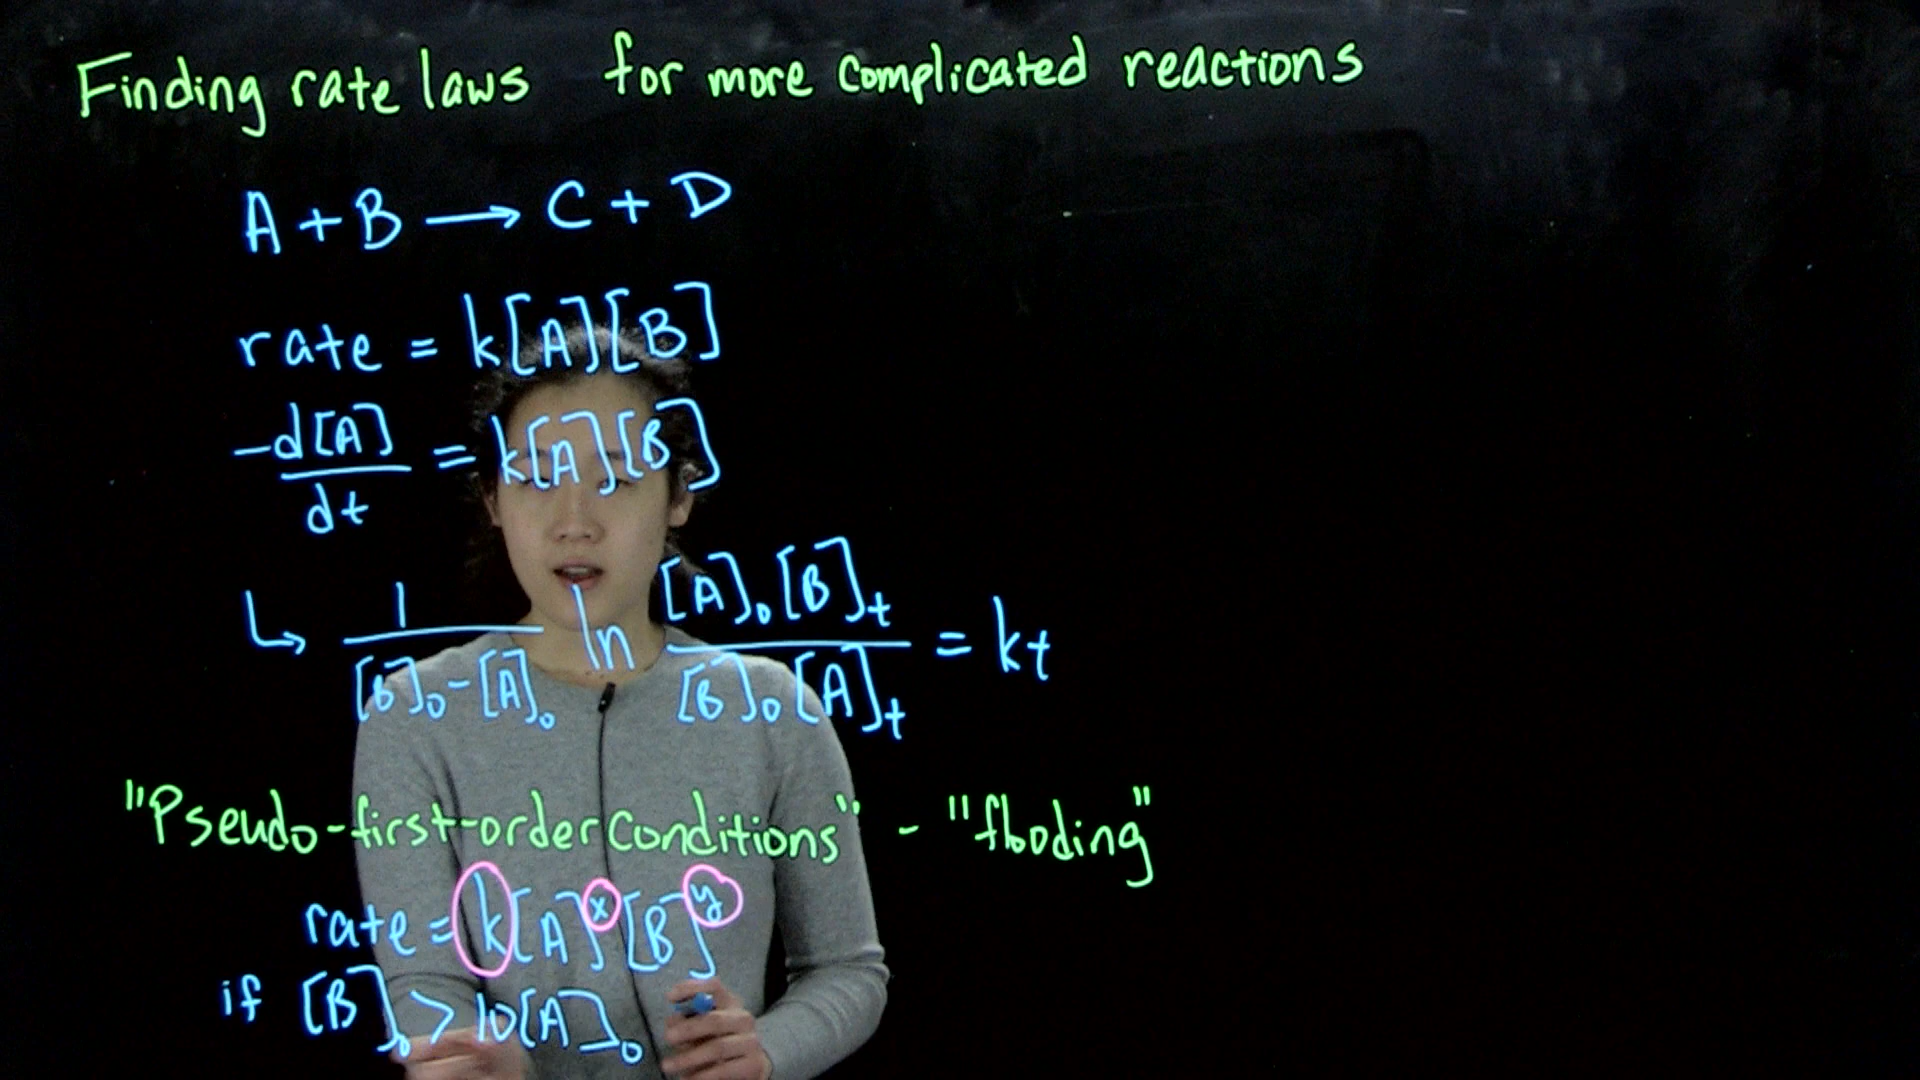 Finding rate laws for more complicated reactions
A + B ⟶ C + D
rate = k[A][B]
-d[A]/dt = k[A][B]
↳ 1/([B]₀-[A]₀) ln ([A]₀[B]ₜ)/([B]₀[A]ₜ) = kt
"Pseudo-first-order conditions" - "flooding"
rate = k[A]ˣ[B]ʸ
if [B]₀ > 10[A]₀